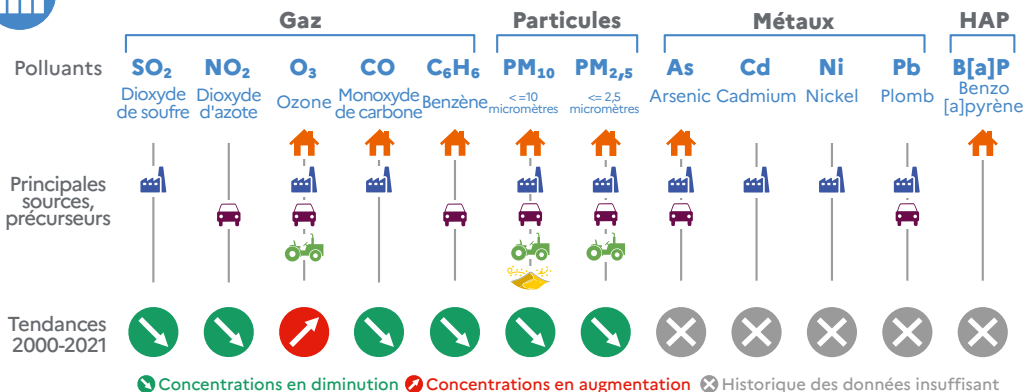 Gaz Particules Métaux HAP
Polluants SO₂ NO₂ O₃ CO C₆H₆ PM₁₀ PM₂,₅ As Cd Ni Pb B[a]P
Dioxyde de soufre Dioxyde d'azote Ozone Monoxyde de carbone Benzène <=10 micromètres <= 2,5 micromètres Arsenic Cadmium Nickel Plomb Benzo [a]pyrène
Principales
sources,
précurseurs
Tendances
2000-2021
Concentrations en diminution Concentrations en augmentation Historique des données insuffisant